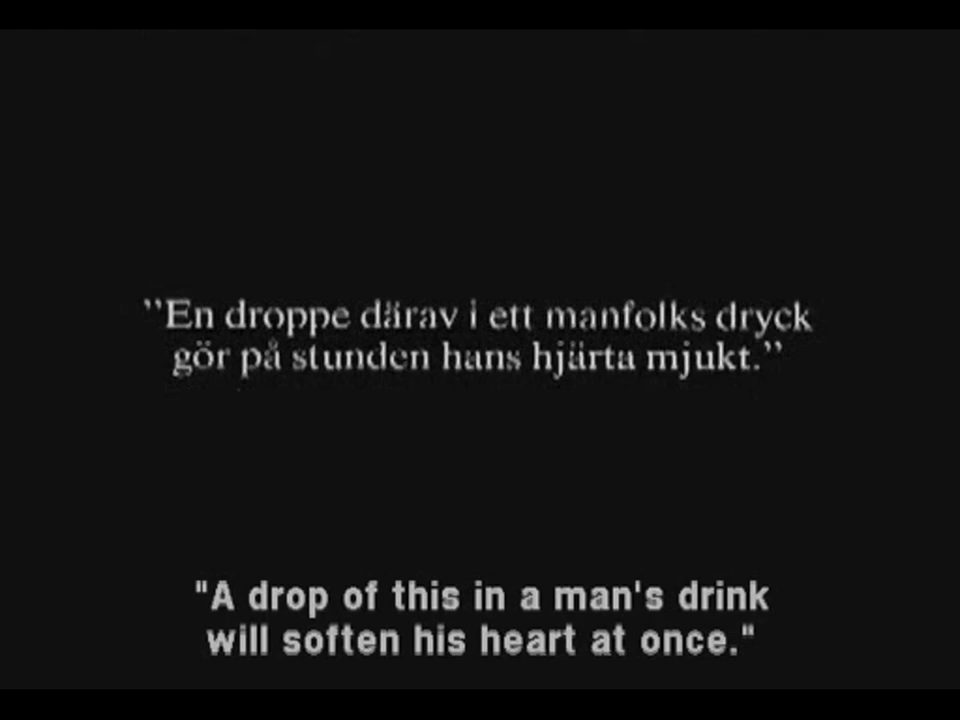 ”En droppe därav i ett manfolks dryck
gör på stunden hans hjärta mjukt.”
"A drop of this in a man's drink
will soften his heart at once."